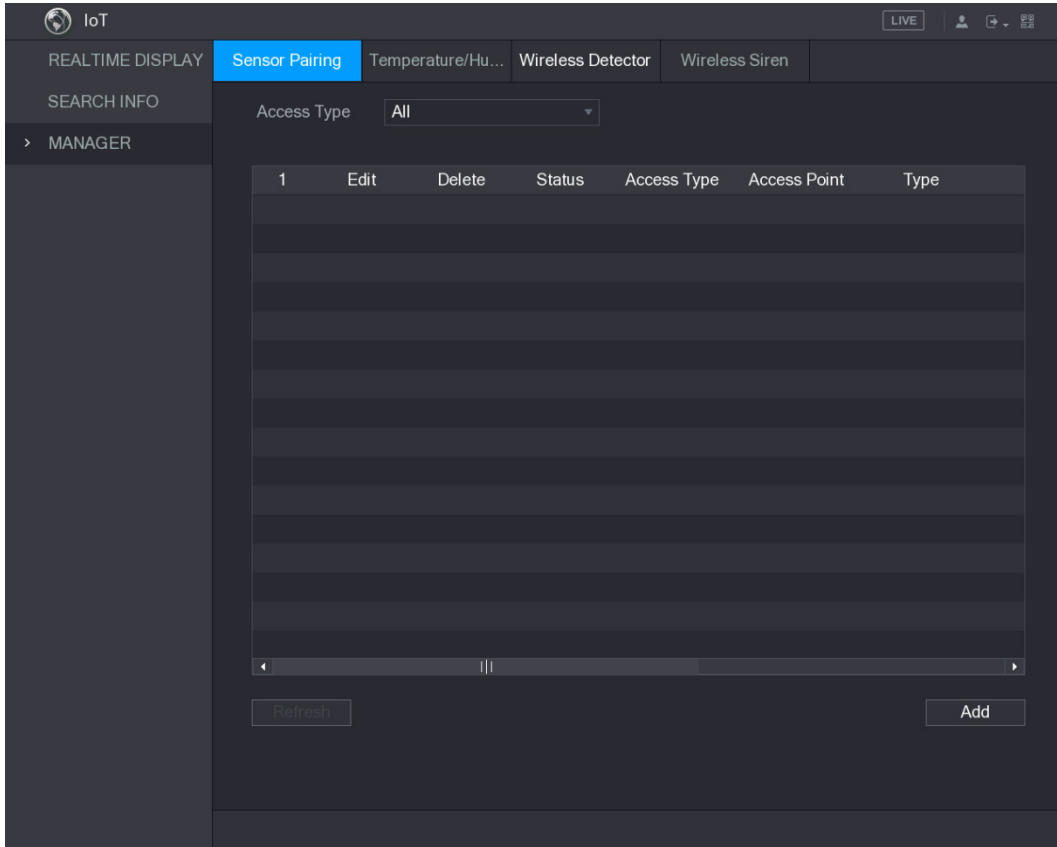 IoT
LIVE
REALTIME DISPLAY
SEARCH INFO
MANAGER
Sensor Pairing
Temperature/Hu...
Wireless Detector
Wireless Siren
Access Type
All
1 Edit Delete Status Access Type Access Point Type
Refresh
Add